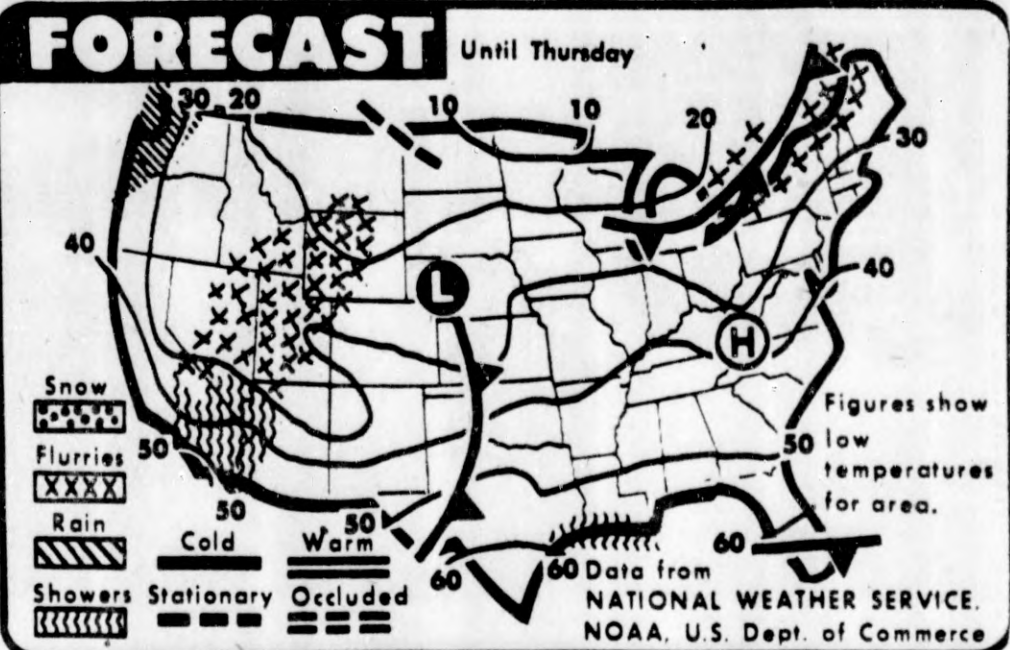 FORECAST Until Thursday
30 20 10 10 20
30
40
40
L
H
Snow
Flurries
Rain
Showers
50
50
50
Cold
Warm
Stationary
Occluded
60
60
60
50
Figures show
low
temperatures
for area.
Data from
NATIONAL WEATHER SERVICE.
NOAA, U.S. Dept. of Commerce